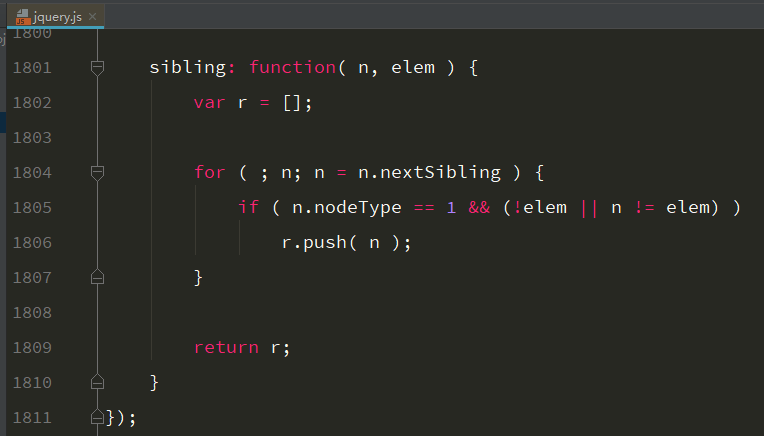 jquery.js
1800
1801 sibling: function( n, elem ) {
1802 var r = [];
1803
1804 for ( ; n; n = n.nextSibling ) {
1805 if ( n.nodeType == 1 && (!elem || n != elem) )
1806 r.push( n );
1807 }
1808
1809 return r;
1810 }
1811 });